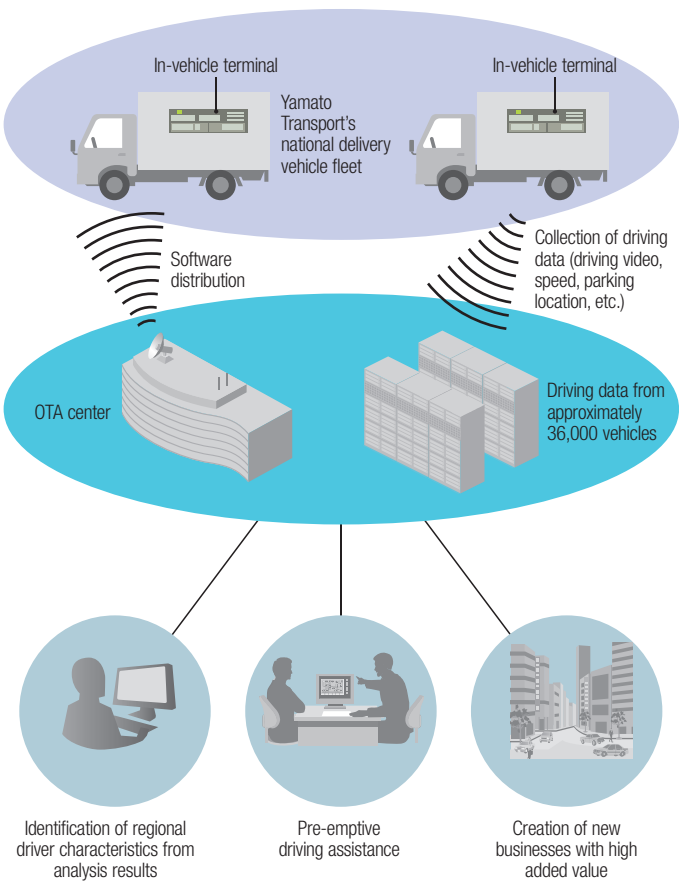 In-vehicle terminal
In-vehicle terminal
Yamato
Transport's
national delivery
vehicle fleet
Software
distribution
Collection of driving
data (driving video,
speed, parking
location, etc.)
OTA center
Driving data from
approximately
36,000 vehicles
Identification of regional
driver characteristics from
analysis results
Pre-emptive
driving assistance
Creation of new
businesses with high
added value